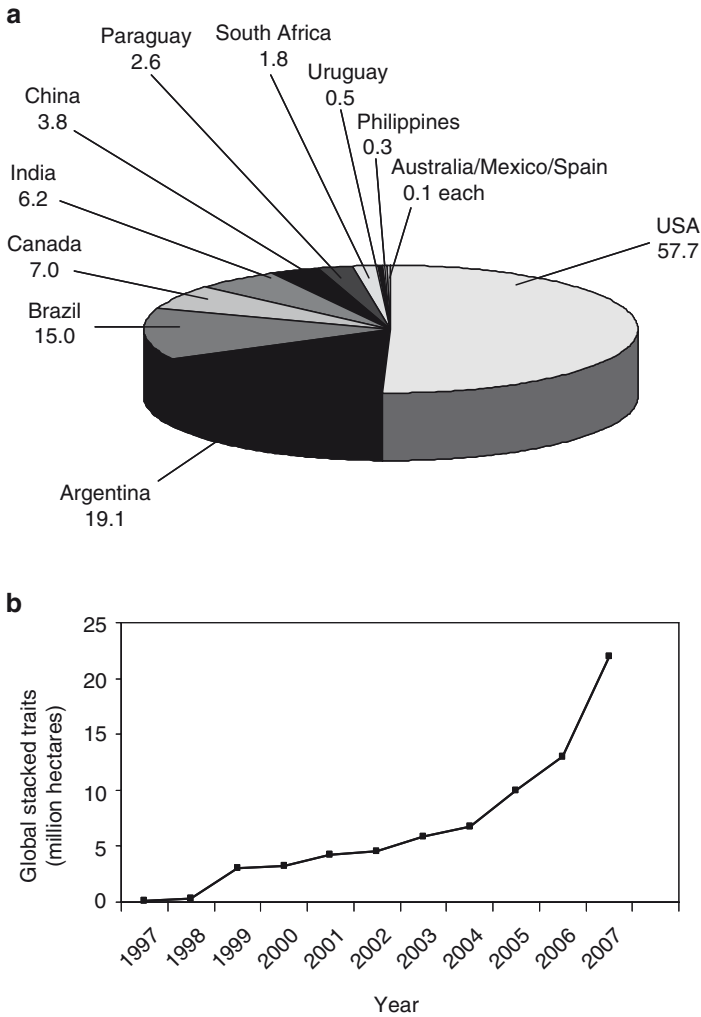 a
Paraguay
2.6
South Africa
1.8
Uruguay
0.5
China
3.8
Philippines
0.3
Australia/Mexico/Spain
0.1 each
India
6.2
USA
57.7
Canada
7.0
Brazil
15.0
Argentina
19.1
b
Global stacked traits
(million hectares)
25
20
15
10
5
0
1997
1998
1999
2000
2001
2002
2003
2004
2005
2006
2007
Year